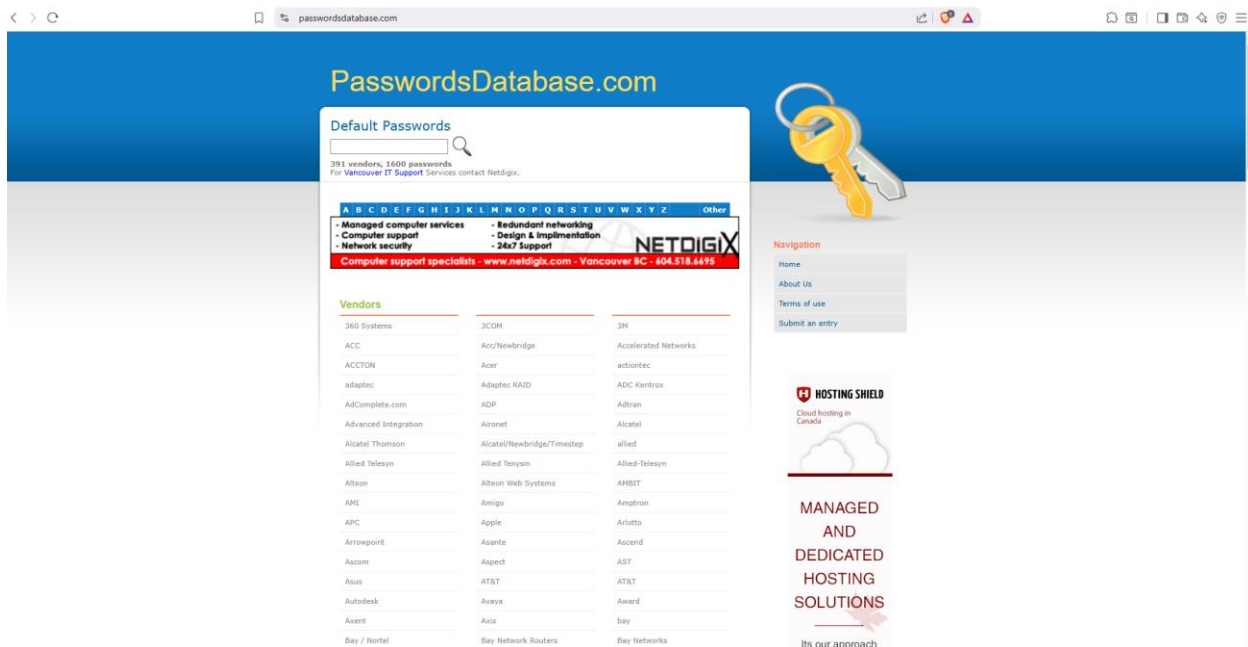 passwordsdatabase.com
PasswordsDatabase.com
Default Passwords
391 vendors, 1600 passwords
For Vancouver IT Support Services contact Netdigix.
A B C D E F G H I J K L M N O P Q R S T U V W X Y Z Other
- Managed computer services - Redundant networking
- Computer support - Design & Implimentation
- Network security - 24x7 Support
NETDIGIX
Computer support specialists - www.netdigix.com - Vancouver BC - 604.518.6695
Vendors
360 Systems 3COM 3M
ACC Acc/Newbridge Accelerated Networks
ACCTON Acer actiontec
adaptec Adaptec RAID ADC Kentrox
AdComplete.com ADP Adtran
Advanced Integration Aironet Alcatel
Alcatel Thomson Alcatel/Newbridge/Timestep allied
Allied Telesyn Allied Tenysin Allied-Telesyn
Alteon Alteon Web Systems AMBIT
AMI Amigo Amptron
APC Apple Arlotto
Arrowpoint Asante Ascend
Ascom Aspect AST
Asus AT&T AT&T
Autodesk Avaya Award
Axent Axis bay
Bay / Nortel Bay Network Routers Bay Networks
Navigation
Home
About Us
Terms of use
Submit an entry
HOSTING SHIELD
Cloud hosting in
Canada
MANAGED
AND
DEDICATED
HOSTING
SOLUTIONS
Its our approach